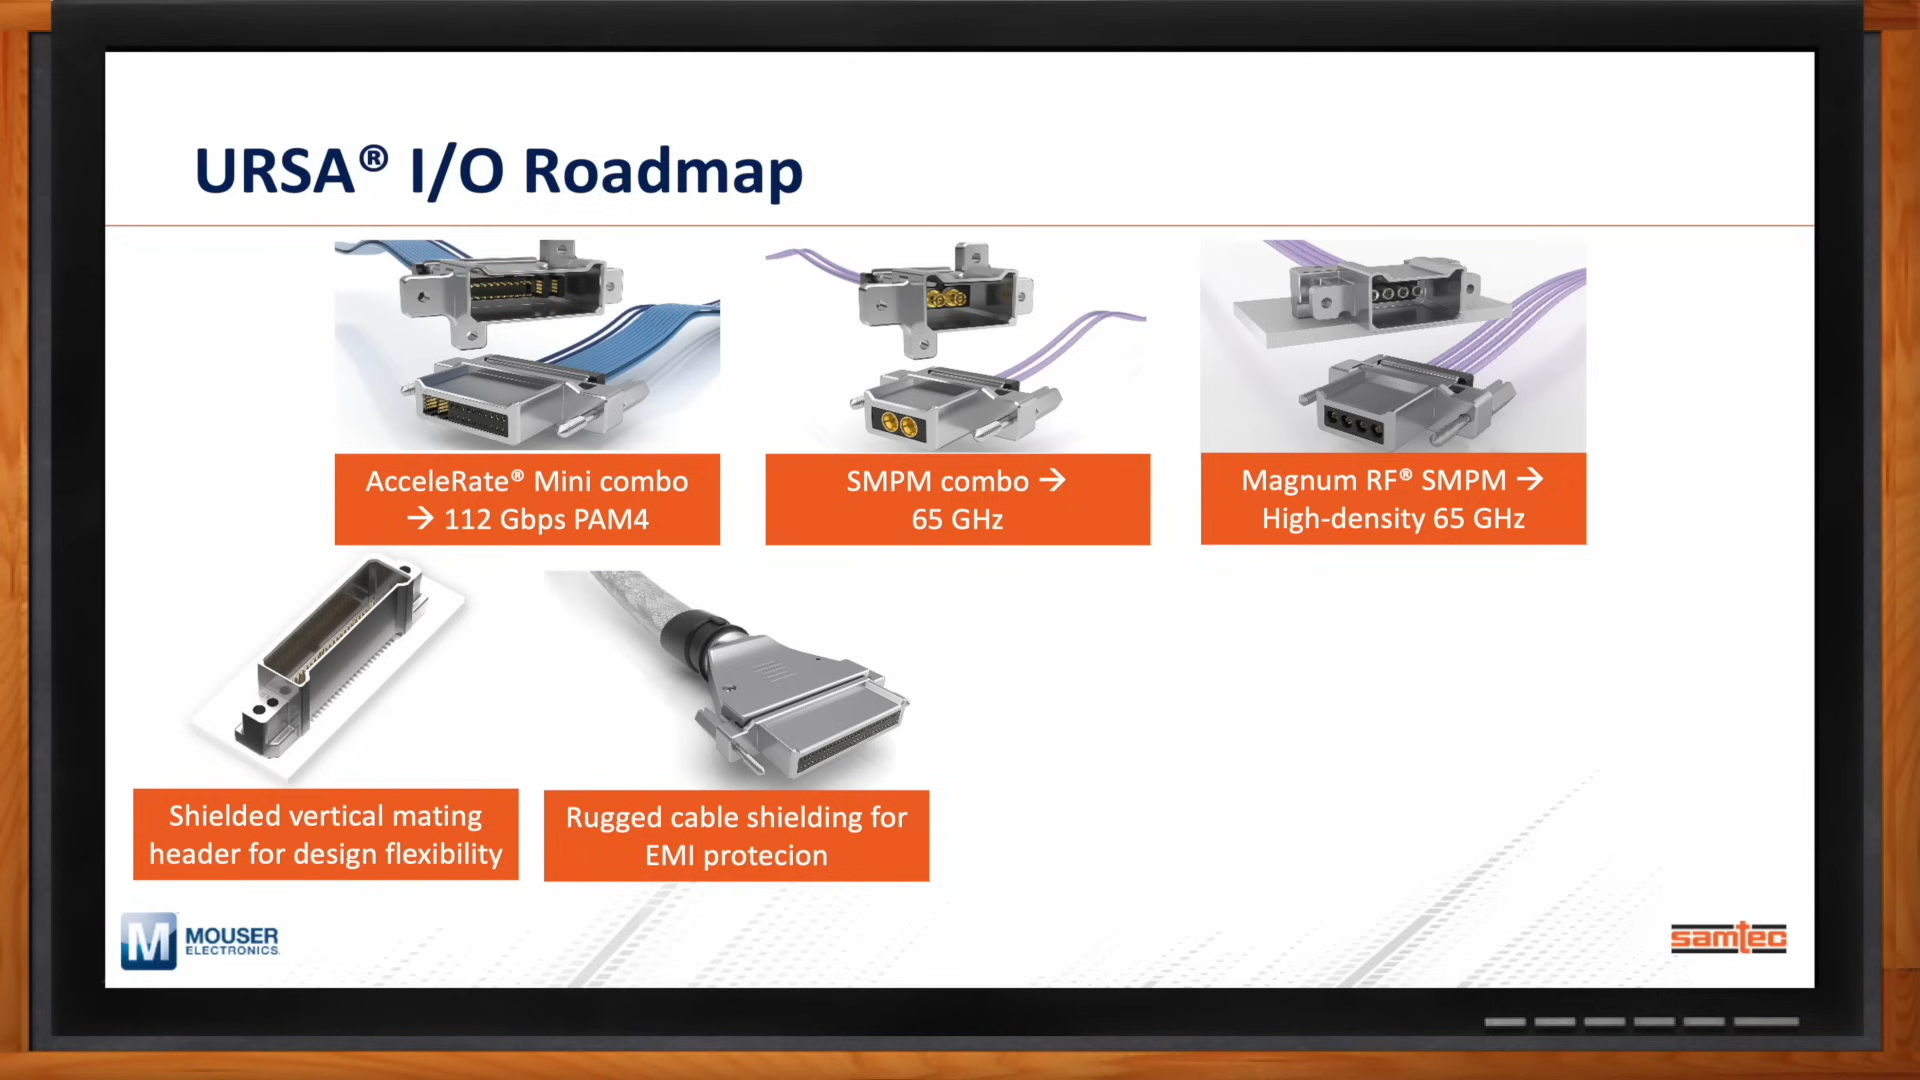 URSA® I/O Roadmap
AcceleRate® Mini combo
→ 112 Gbps PAM4
SMPM combo →
65 GHz
Magnum RF® SMPM →
High-density 65 GHz
Shielded vertical mating
header for design flexibility
Rugged cable shielding for
EMI protecion
M MOUSER
ELECTRONICS
samtec